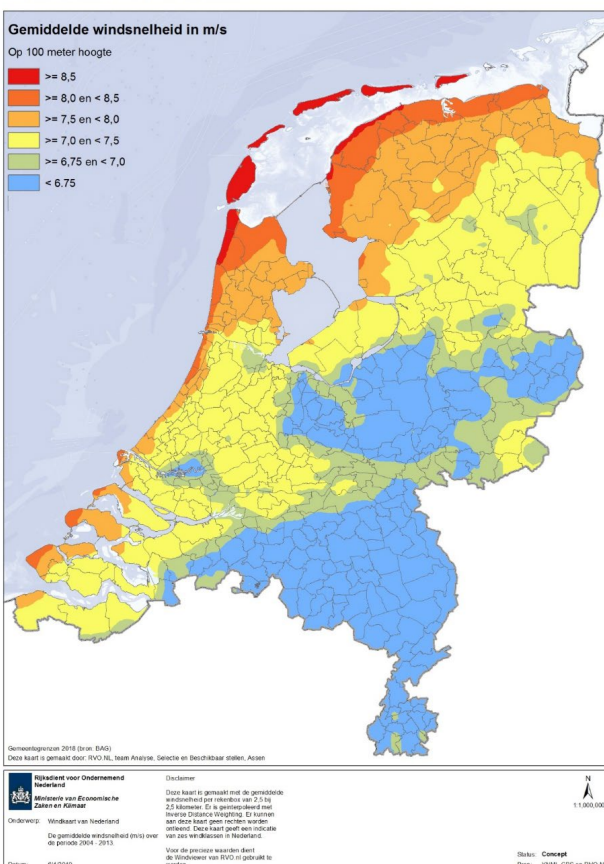 Gemiddelde windsnelheid in m/s
Op 100 meter hoogte
>= 8,5
>= 8,0 en < 8,5
>= 7,5 en < 8,0
>= 7,0 en < 7,5
>= 6,75 en < 7,0
< 6.75
Gemeentegrenzen 2018 (bron: BAG)
Deze kaart is gemaakt door: RVO.NL, team Analyse, Selectie en Beschikbaar stellen, Assen
Rijksdienst voor Ondernemend
Nederland
Ministerie van Economische
Zaken en Klimaat
Onderwerp: Windkaart van Nederland
De gemiddelde windsnelheid (m/s) over
de periode 2004 - 2013.
Disclaimer
Deze kaart is gemaakt met de gemiddelde
windsnelheid per rekenbox van 2,5 bij
2,5 kilometer. Er is geinterpoleerd met
Inverse Distance Weighting. Er kunnen
aan deze kaart geen rechten worden
ontleend. Deze kaart geeft een indicatie
van zes windklassen in Nederland.
Voor de precieze waarden dient
de Windviewer van RVO.nl gebruikt te
N
1:1.000.000
Status: Concept